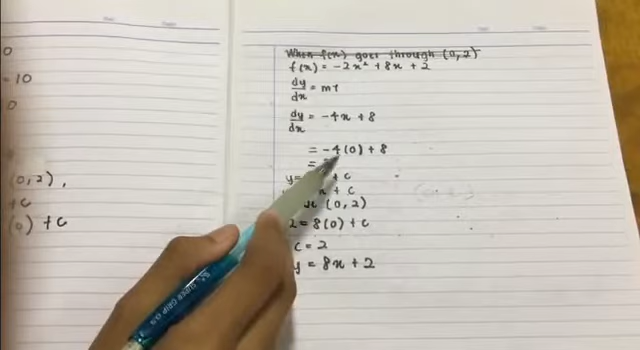 0
= 10
0
(0,2),
+ c
(0) + c
When f(x) goes through (0,2)
f(x) = -2x² + 8x + 2
dy/dx = mT
dy/dx = -4x + 8
= -4(0) + 8
=
y= + c
x + c
(0,2)
2 = 8(0) + c
c = 2
y = 8x + 2